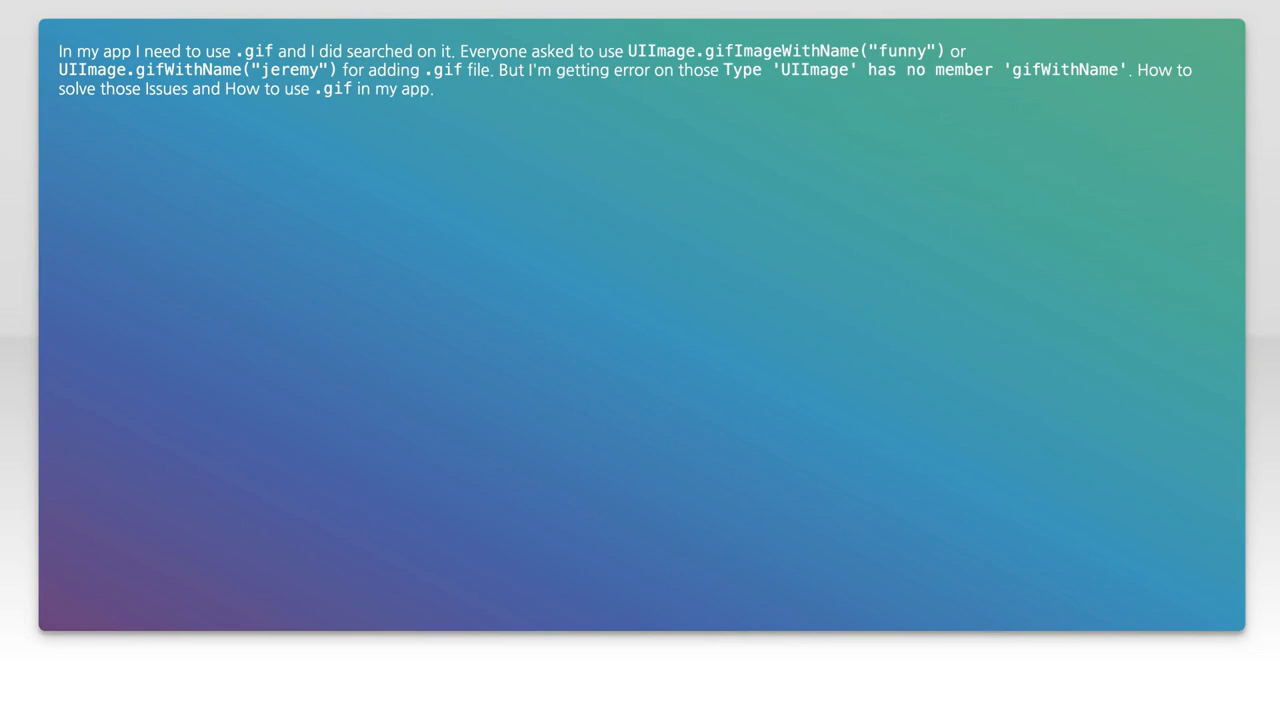 In my app I need to use .gif and I did searched on it. Everyone asked to use UIImage.gifImageWithName("funny") or
UIImage.gifWithName("jeremy") for adding .gif file. But I'm getting error on those Type 'UIImage' has no member 'gifWithName'. How to
solve those Issues and How to use .gif in my app.